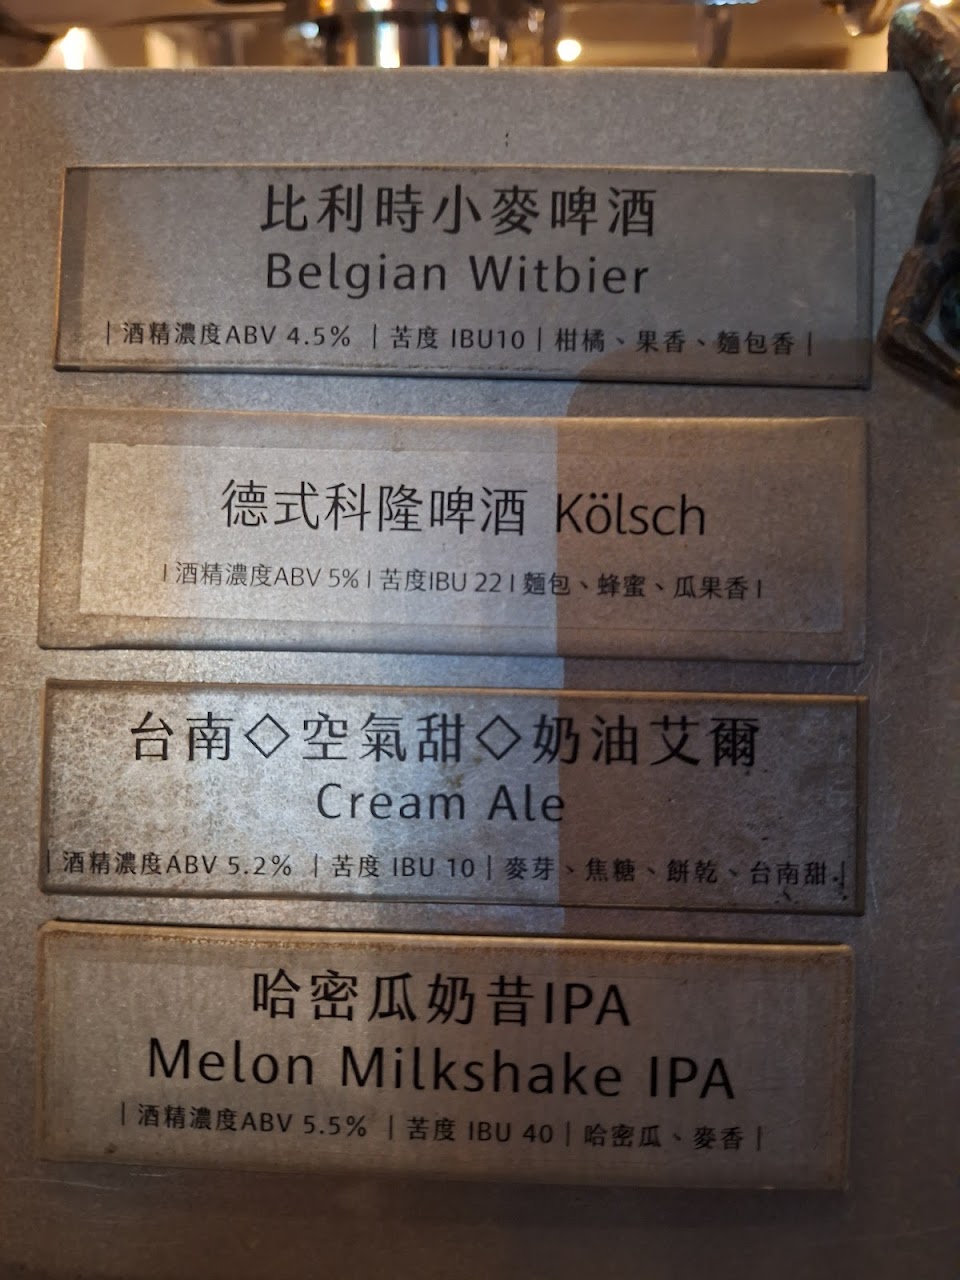 比利時小麥啤酒
Belgian Witbier
| 酒精濃度ABV 4.5% | 苦度 IBU10 | 柑橘、果香、麵包香 |
德式科隆啤酒 Kölsch
| 酒精濃度ABV 5% | 苦度IBU 22 | 麵包、蜂蜜、瓜果香 |
台南◇空氣甜◇奶油艾爾
Cream Ale
| 酒精濃度ABV 5.2% | 苦度 IBU 10 | 麥芽、焦糖、餅乾、台南甜 |
哈密瓜奶昔IPA
Melon Milkshake IPA
| 酒精濃度ABV 5.5% | 苦度 IBU 40 | 哈密瓜、麥香 |